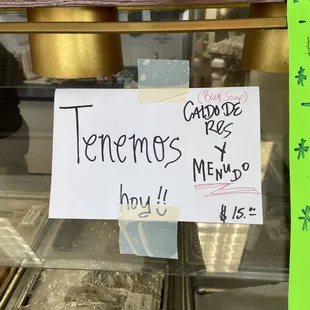 Tenemos
hoy!!
(Beef Soup)
CALDO DE
RES
Y
MENUDO
$15.00